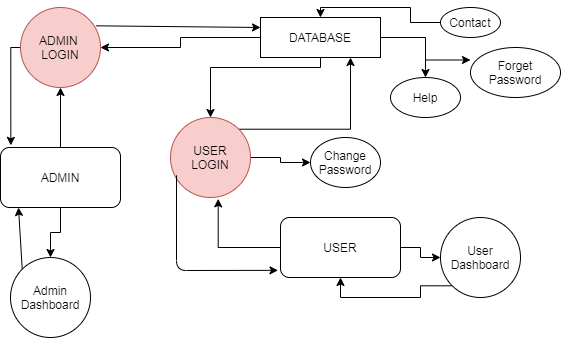 ADMIN
LOGIN
DATABASE
Contact
Forget
Password
Help
USER
LOGIN
Change
Password
ADMIN
USER
User
Dashboard
Admin
Dashboard